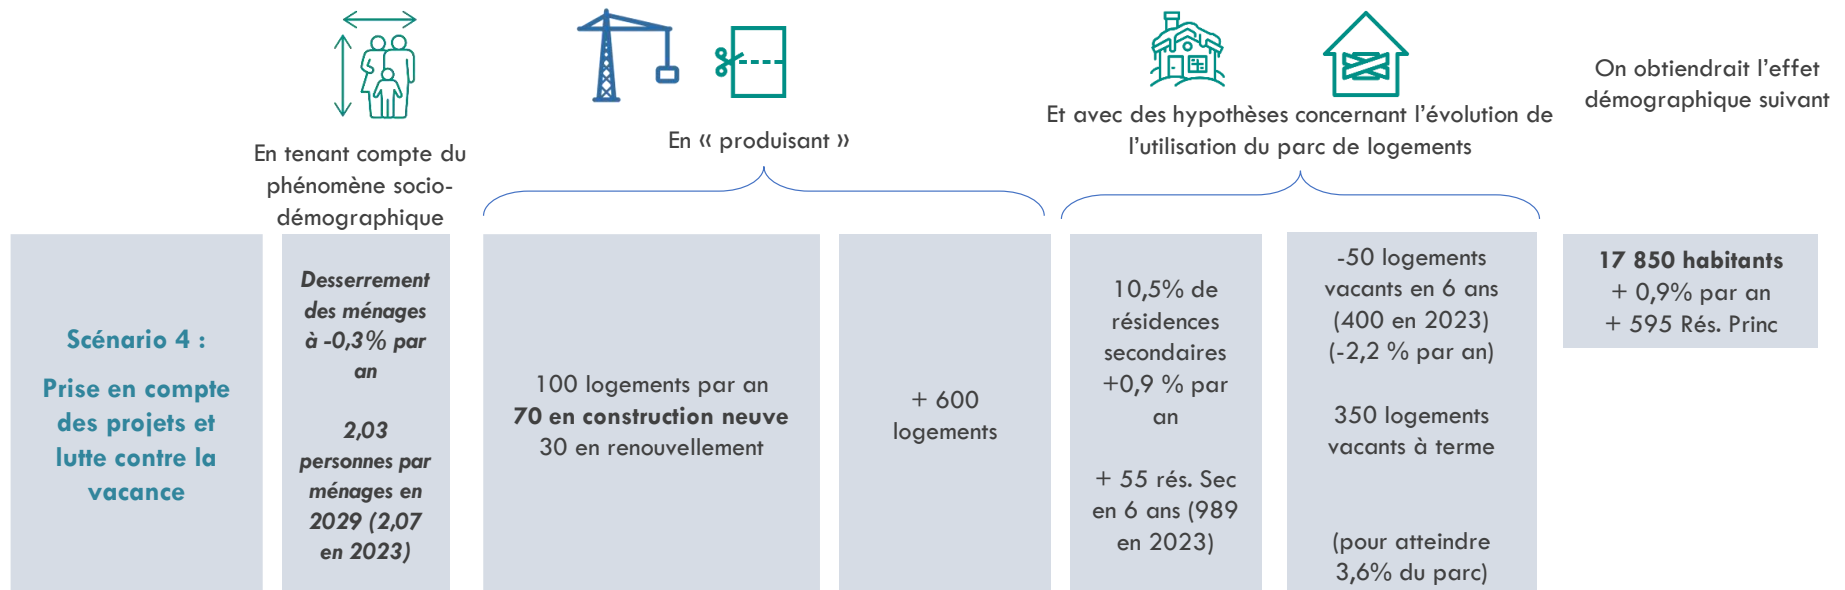 En tenant compte du
phénomène socio-
démographique
En « produisant »
Et avec des hypothèses concernant l'évolution de
l'utilisation du parc de logements
On obtiendrait l'effet
démographique suivant
Scénario 4 :
Prise en compte
des projets et
lutte contre la
vacance
Desserrement
des ménages
à -0,3% par
an
2,03
personnes par
ménages en
2029 (2,07
en 2023)
100 logements par an
70 en construction neuve
30 en renouvellement
+ 600
logements
10,5% de
résidences
secondaires
+0,9 % par
an
+ 55 rés. Sec
en 6 ans (989
en 2023)
-50 logements
vacants en 6 ans
(400 en 2023)
(-2,2 % par an)
350 logements
vacants à terme
(pour atteindre
3,6% du parc)
17 850 habitants
+ 0,9% par an
+ 595 Rés. Princ